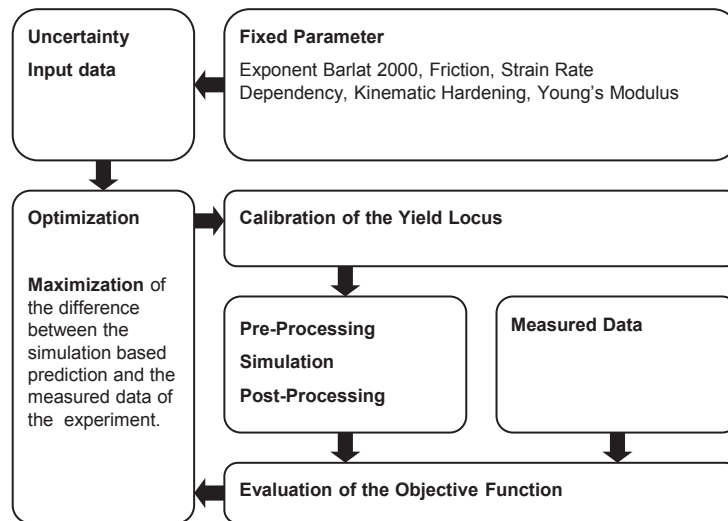 Uncertainty
Input data
Fixed Parameter
Exponent Barlat 2000, Friction, Strain Rate
Dependency, Kinematic Hardening, Young’s Modulus
Optimization
Maximization of
the difference
between the
simulation based
prediction and the
measured data of
the experiment.
Calibration of the Yield Locus
Pre-Processing
Simulation
Post-Processing
Measured Data
Evaluation of the Objective Function